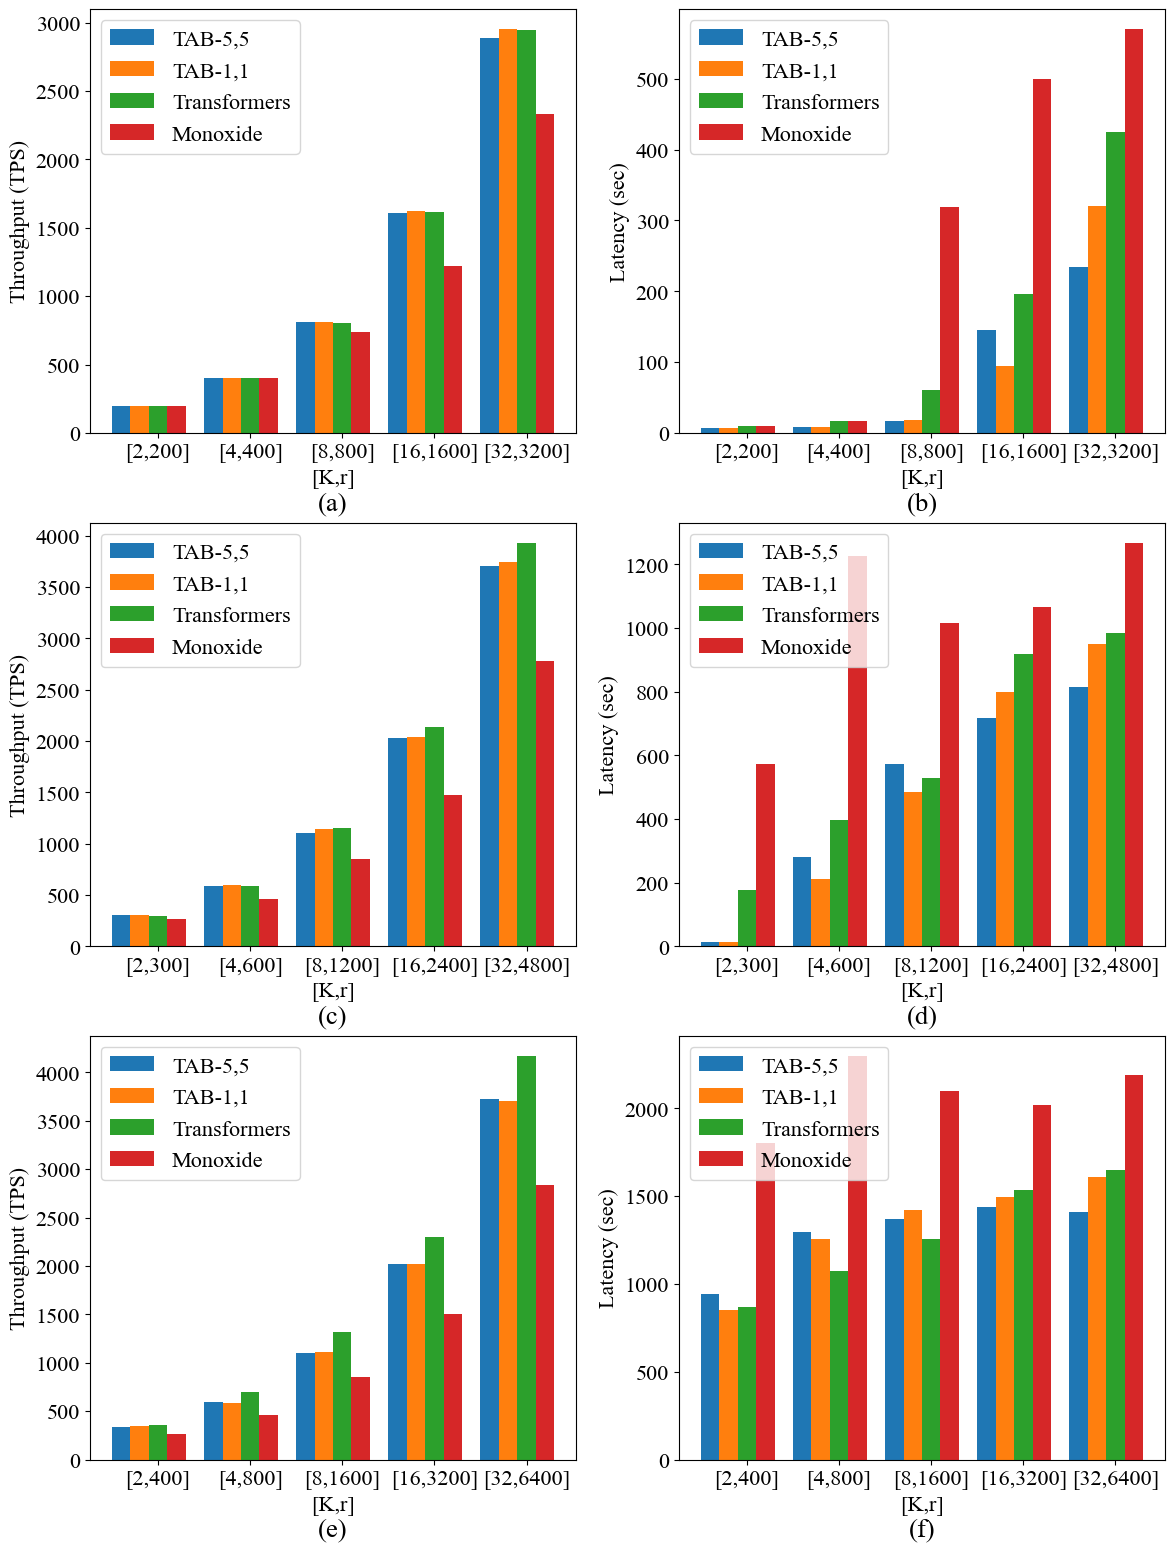 3000
2500
2000
1500
1000
500
0
Throughput (TPS)
TAB-5,5
TAB-1,1
Transformers
Monoxide
[2,200] [4,400] [8,800] [16,1600] [32,3200]
[K,r]
(a)
500
400
300
200
100
0
Latency (sec)
TAB-5,5
TAB-1,1
Transformers
Monoxide
[2,200] [4,400] [8,800] [16,1600] [32,3200]
[K,r]
(b)
4000
3500
3000
2500
2000
1500
1000
500
0
Throughput (TPS)
TAB-5,5
TAB-1,1
Transformers
Monoxide
[2,300] [4,600] [8,1200] [16,2400] [32,4800]
[K,r]
(c)
1200
1000
800
600
400
200
0
Latency (sec)
TAB-5,5
TAB-1,1
Transformers
Monoxide
[2,300] [4,600] [8,1200] [16,2400] [32,4800]
[K,r]
(d)
4000
3500
3000
2500
2000
1500
1000
500
0
Throughput (TPS)
TAB-5,5
TAB-1,1
Transformers
Monoxide
[2,400] [4,800] [8,1600] [16,3200] [32,6400]
[K,r]
(e)
2000
1500
1000
500
0
Latency (sec)
TAB-5,5
TAB-1,1
Transformers
Monoxide
[2,400] [4,800] [8,1600] [16,3200] [32,6400]
[K,r]
(f)